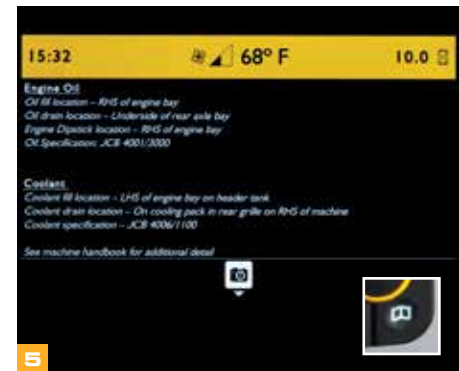 15:32 68° F 10.0
Engine Oil
Oil fill location – RHS of engine bay
Oil drain location – Underside of rear axle bay
Engine Dipstick location – RHS of engine bay
Oil Specification: JCB 4001/3000
Coolant
Coolant fill location – LHS of engine bay on header tank
Coolant drain location – On cooling pack in rear grille on RHS of machine
Coolant specification – JCB 4006/1100
See machine handbook for additional detail
5